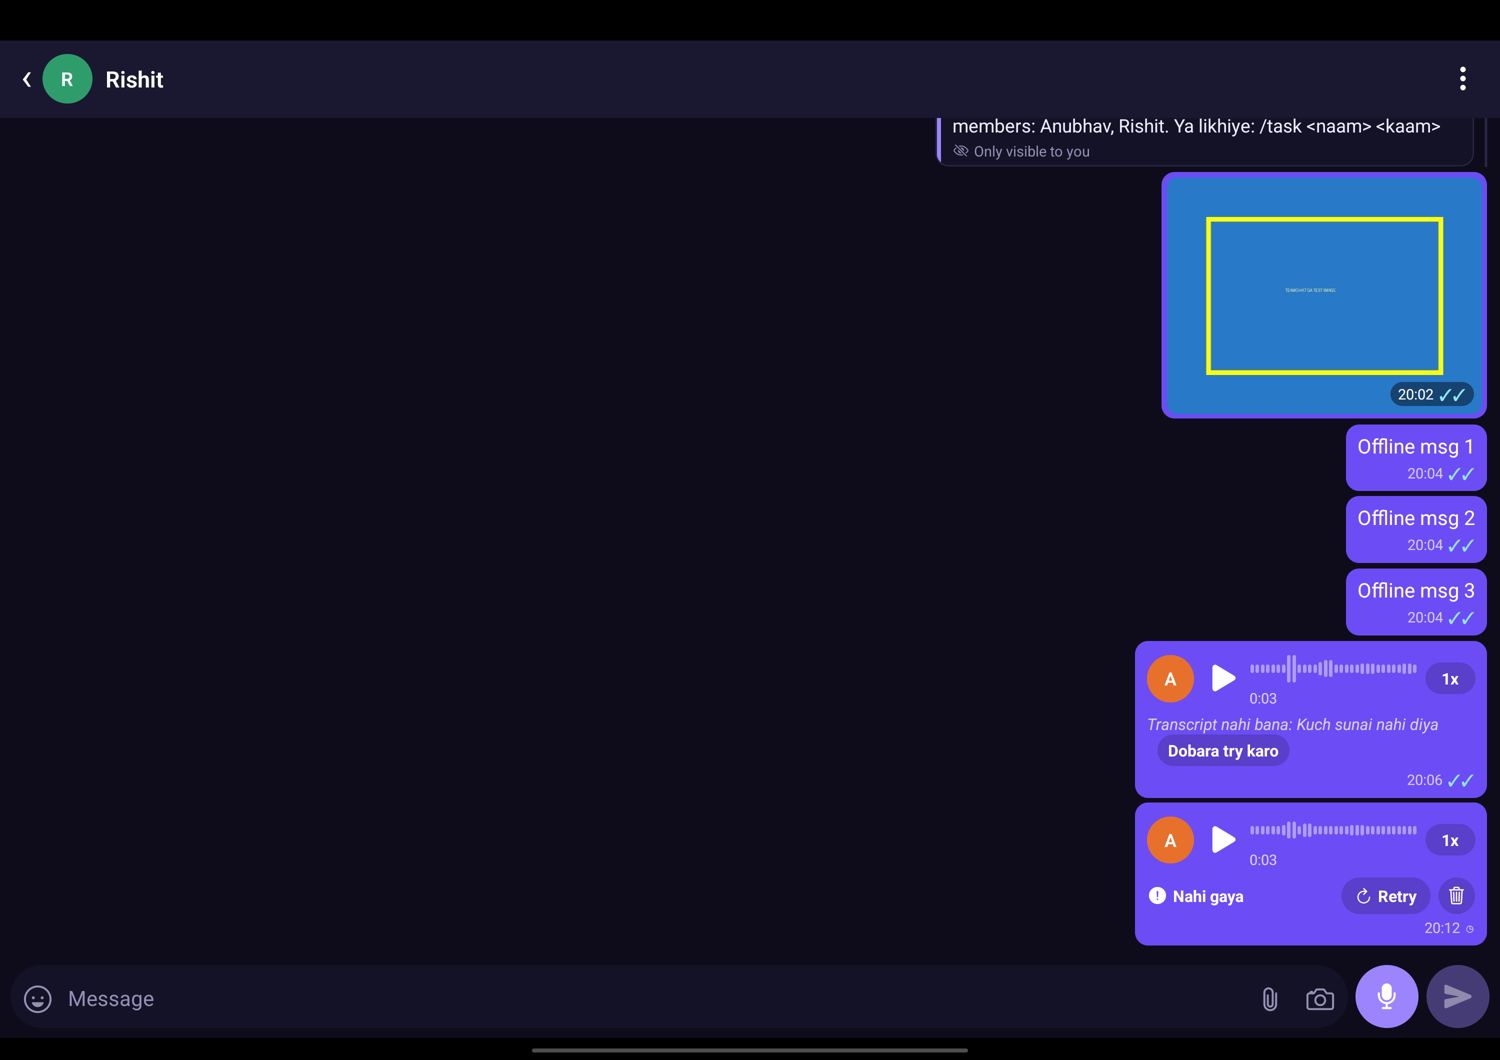 R
Rishit
members: Anubhav, Rishit. Ya likhiye: /task <naam> <kaam>
Only visible to you
20:02
Offline msg 1
20:04
Offline msg 2
20:04
Offline msg 3
20:04
A
1x
0:03
Transcript nahi bana: Kuch sunai nahi diya
Dobara try karo
20:06
A
1x
0:03
Nahi gaya
Retry
20:12
Message